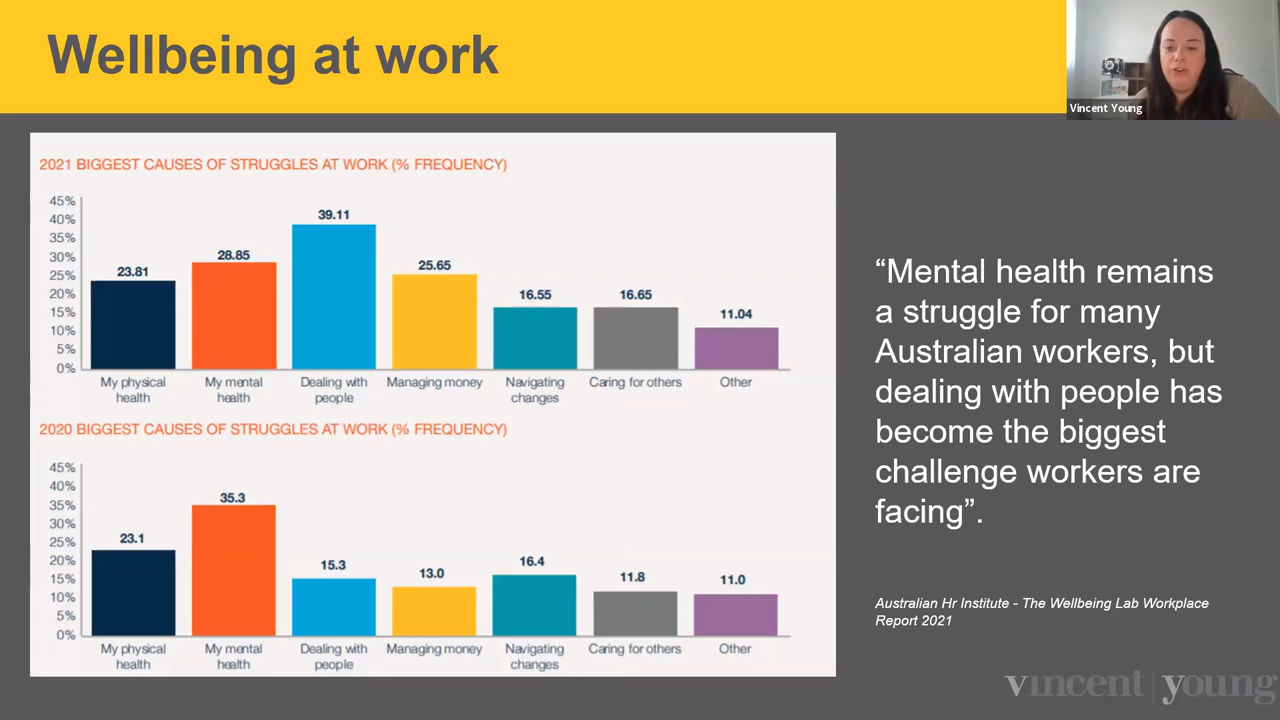 Wellbeing at work
Vincent Young
2021 BIGGEST CAUSES OF STRUGGLES AT WORK (% FREQUENCY)
45%
40%
35%
30%
25%
20%
15%
10%
5%
0%
23.81
28.85
39.11
25.65
16.55
16.65
11.04
My physical
health
My mental
health
Dealing with
people
Managing money
Navigating
changes
Caring for others
Other
2020 BIGGEST CAUSES OF STRUGGLES AT WORK (% FREQUENCY)
45%
40%
35%
30%
25%
20%
15%
10%
5%
0%
23.1
35.3
15.3
13.0
16.4
11.8
11.0
My physical
health
My mental
health
Dealing with
people
Managing money
Navigating
changes
Caring for others
Other
“Mental health remains
a struggle for many
Australian workers, but
dealing with people has
become the biggest
challenge workers are
facing”.
Australian Hr Institute - The Wellbeing Lab Workplace
Report 2021
vincent | young